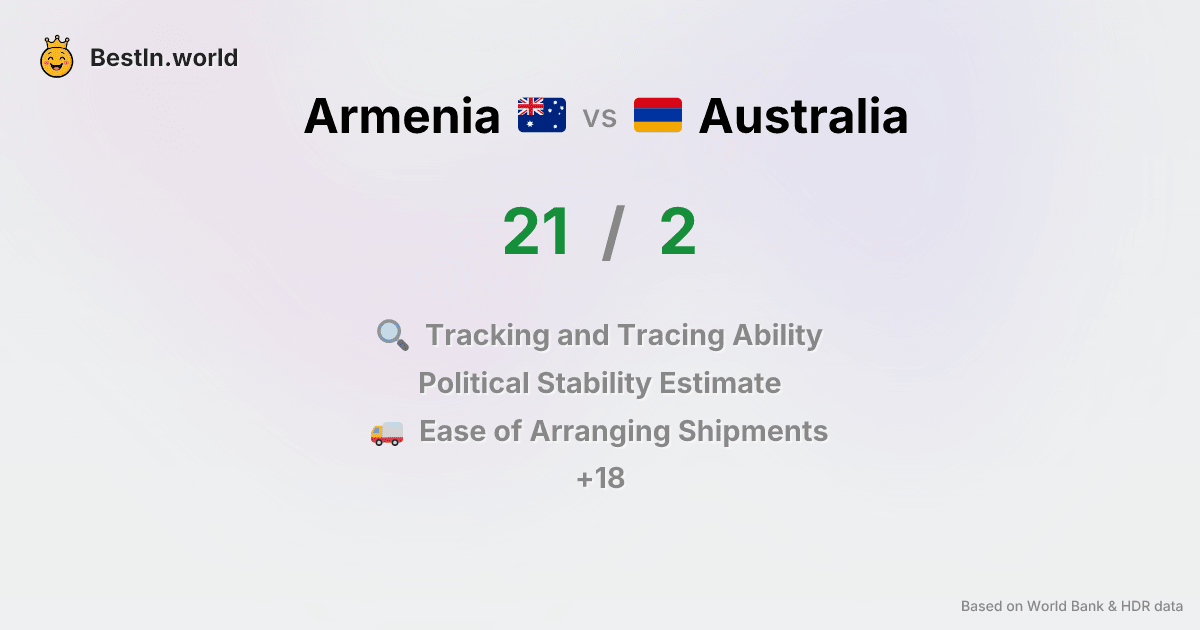 BestIn.world
Armenia vs Australia
21 / 2
Tracking and Tracing Ability
Political Stability Estimate
Ease of Arranging Shipments
+18
Based on World Bank & HDR data